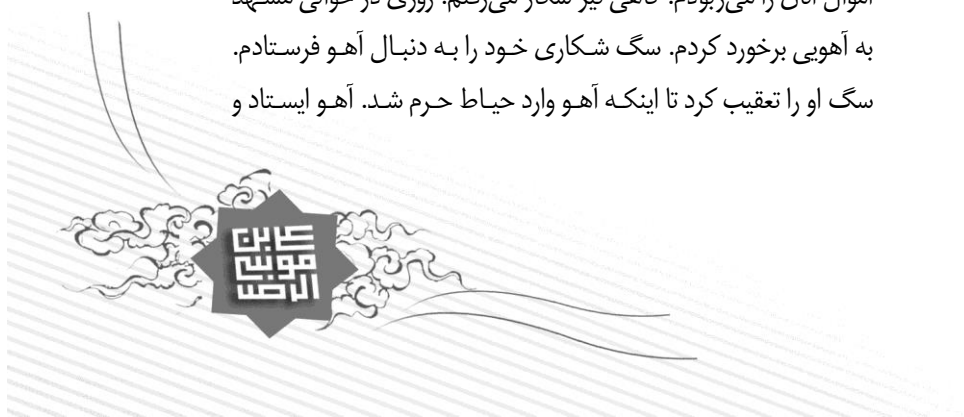 اموال آنان را می‌ربودم. گاهی نیز شکار می‌رفتم. روزی در حوالی مشهد
به آهویی برخورد کردم. سگ شکاری خود را به دنبال آهو فرستادم.
سگ او را تعقیب کرد تا اینکه آهو وارد حیاط حرم شد. آهو ایستاد و